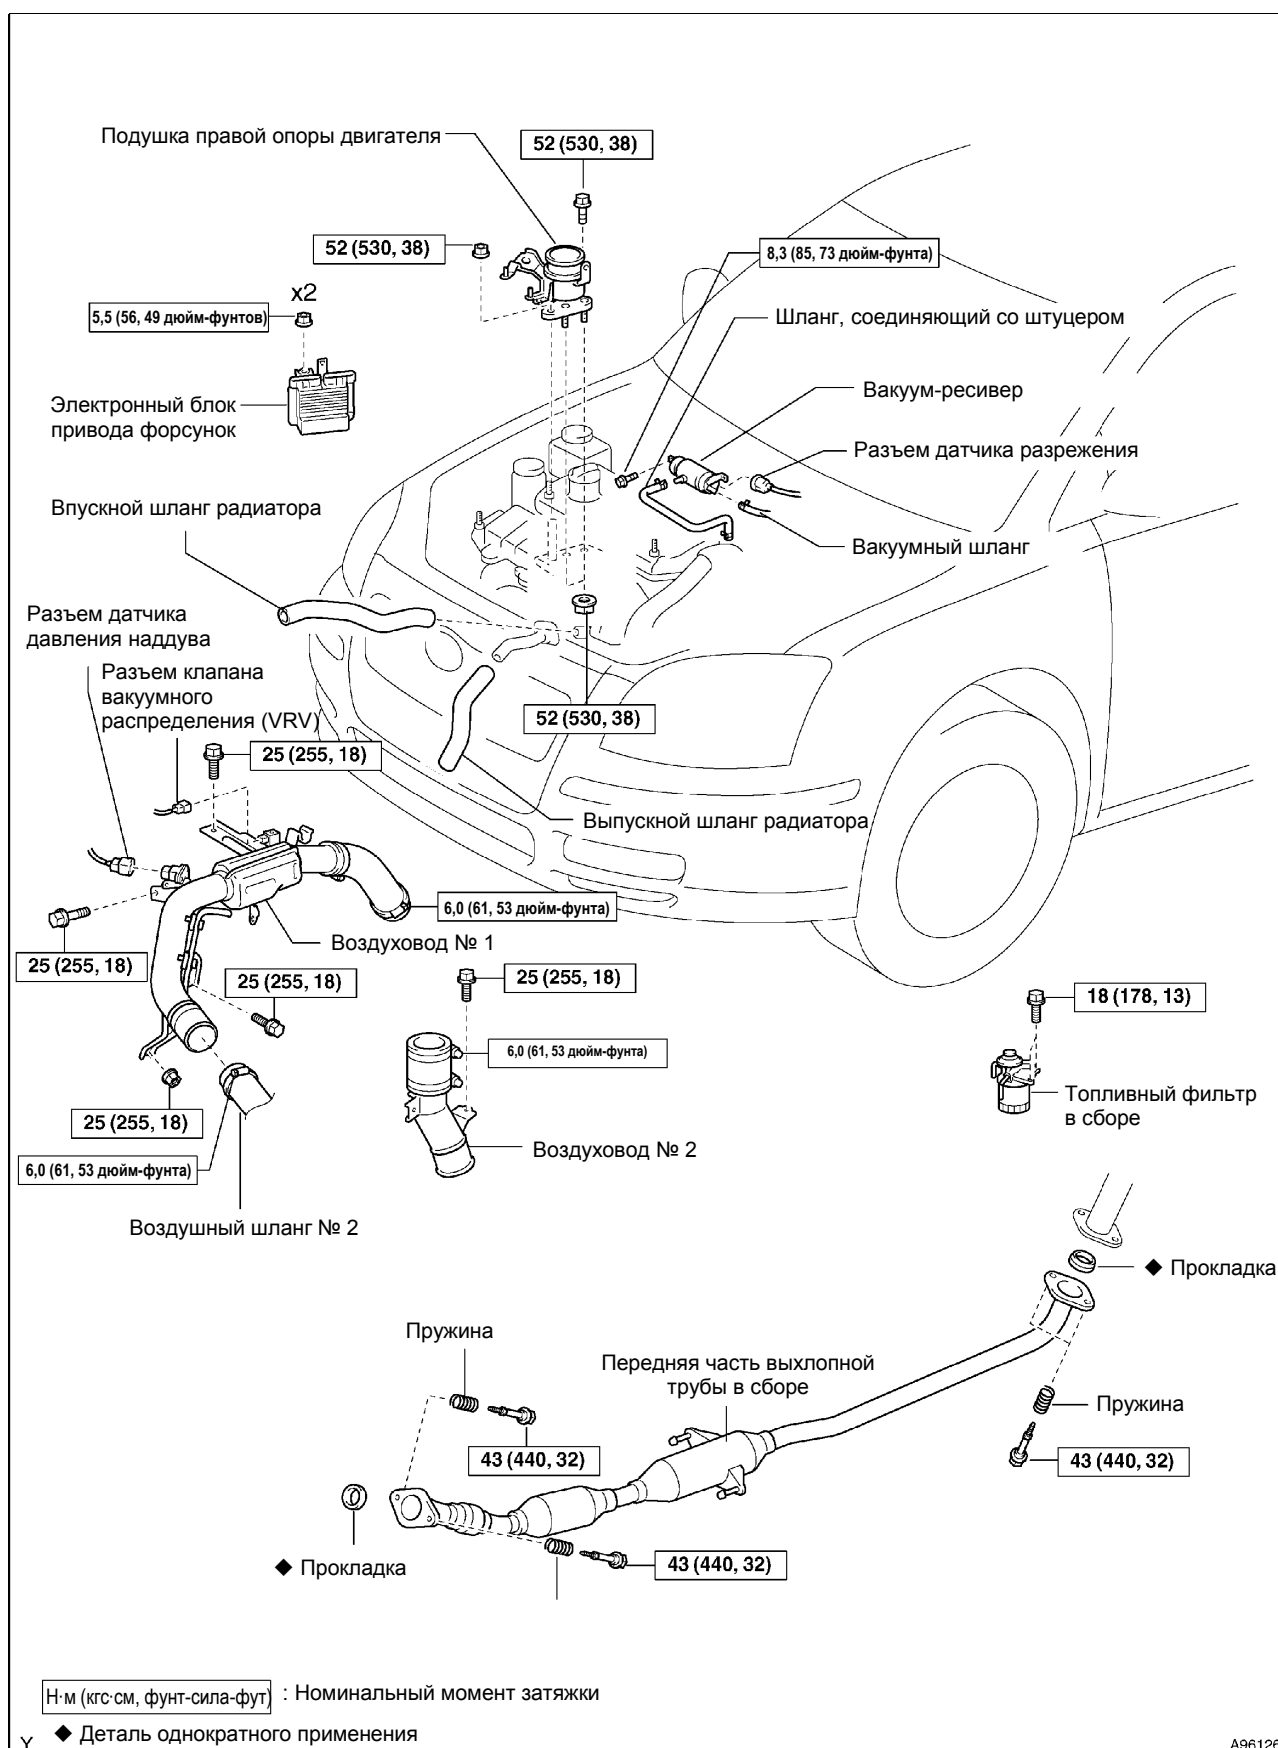 Подушка правой опоры двигателя
52 (530, 38)
52 (530, 38)
8,3 (85, 73 дюйм-фунта)
x2
5,5 (56, 49 дюйм-фунтов)
Шланг, соединяющий со штуцером
Вакуум-ресивер
Электронный блок
привода форсунок
Разъем датчика разрежения
Впускной шланг радиатора
Вакуумный шланг
Разъем датчика
давления наддува
Разъем клапана
вакуумного
распределения (VRV)
52 (530, 38)
25 (255, 18)
Выпускной шланг радиатора
6,0 (61, 53 дюйм-фунта)
Воздуховод № 1
25 (255, 18)
25 (255, 18)
25 (255, 18)
18 (178, 13)
6,0 (61, 53 дюйм-фунта)
Топливный фильтр
в сборе
25 (255, 18)
Воздуховод № 2
6,0 (61, 53 дюйм-фунта)
Воздушный шланг № 2
◆ Прокладка
Пружина
Передняя часть выхлопной
трубы в сборе
Пружина
43 (440, 32)
43 (440, 32)
◆ Прокладка
43 (440, 32)
Н·м (кгс·см, фунт-сила-фут) : Номинальный момент затяжки
◆ Деталь однократного применения
Y
A96126